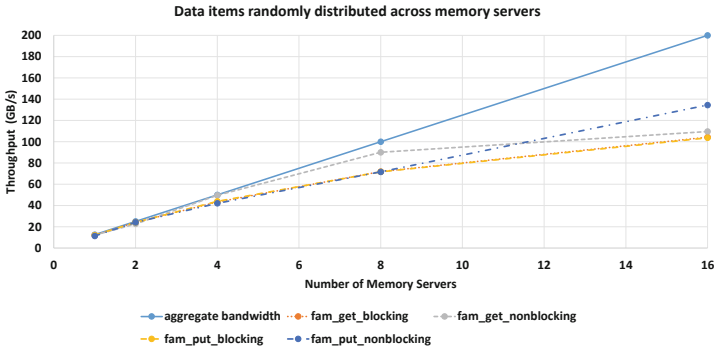 Data items randomly distributed across memory servers
Throughput (GB/s)
200
180
160
140
120
100
80
60
40
20
0
0 2 4 6 8 10 12 14 16
Number of Memory Servers
aggregate bandwidth fam_get_blocking fam_get_nonblocking
fam_put_blocking fam_put_nonblocking